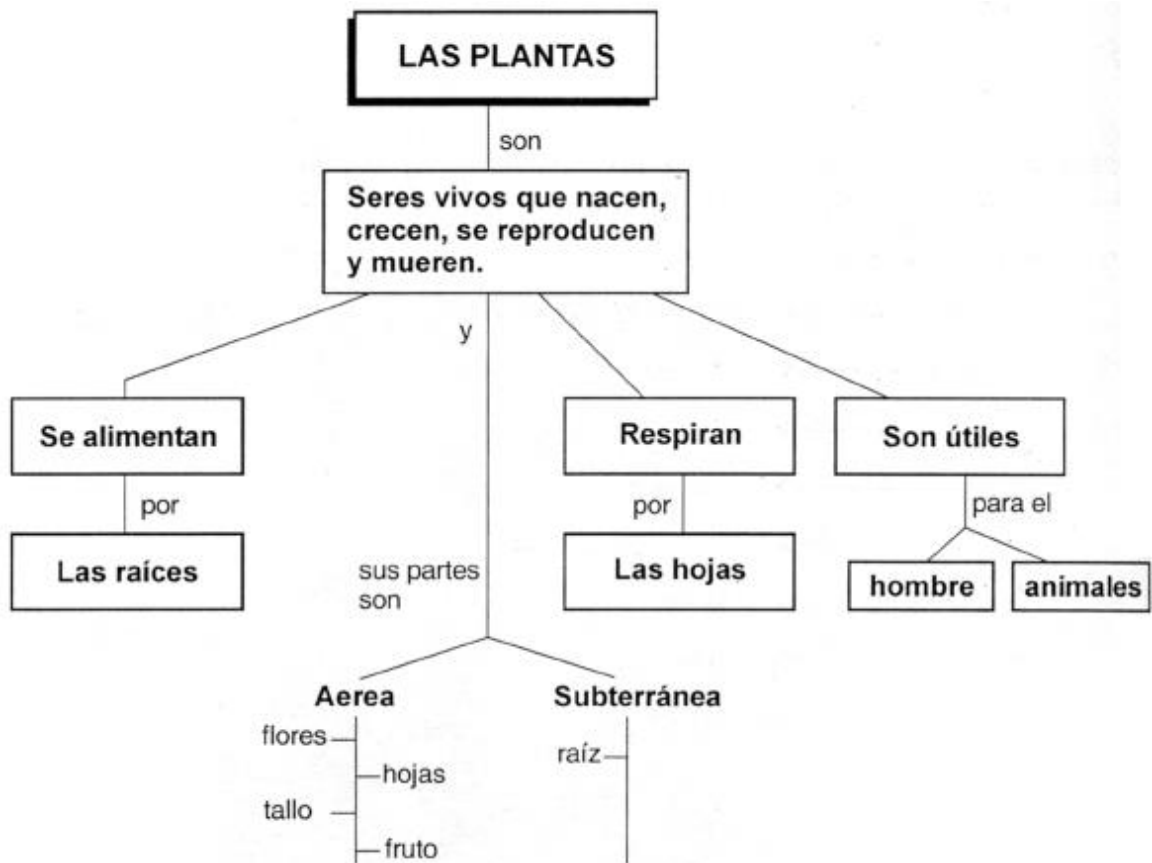 LAS PLANTAS
son
Seres vivos que nacen,
crecen, se reproducen
y mueren.
y
Se alimentan
Respiran
Son útiles
por
por
para el
Las raíces
Las hojas
hombre
animales
sus partes
son
Aerea
Subterránea
flores
raíz
hojas
tallo
fruto